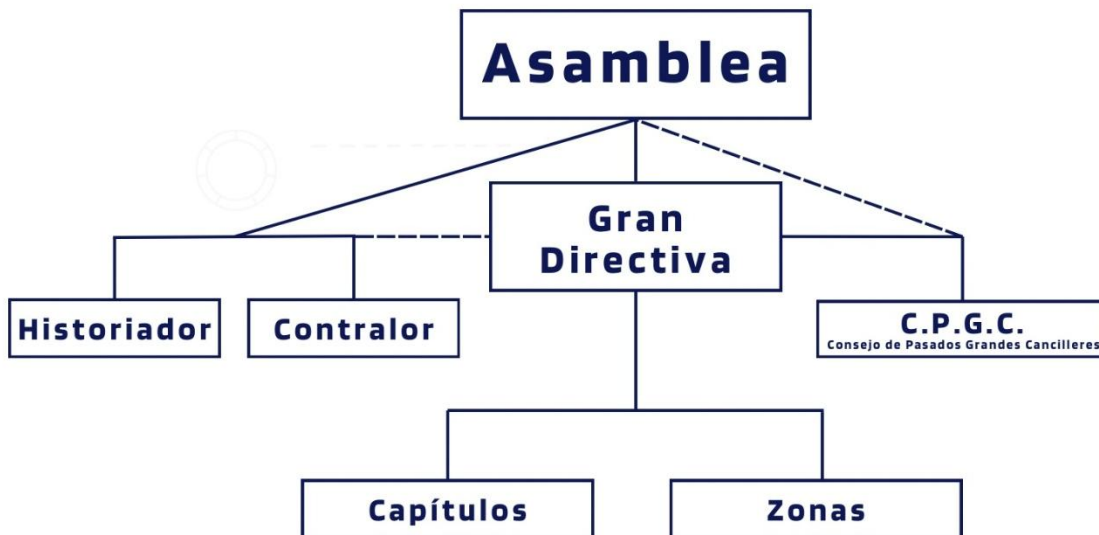 Asamblea
Gran
Directiva
Historiador
Contralor
C.P.G.C.
Consejo de Pasados Grandes Cancilleres
Capítulos
Zonas